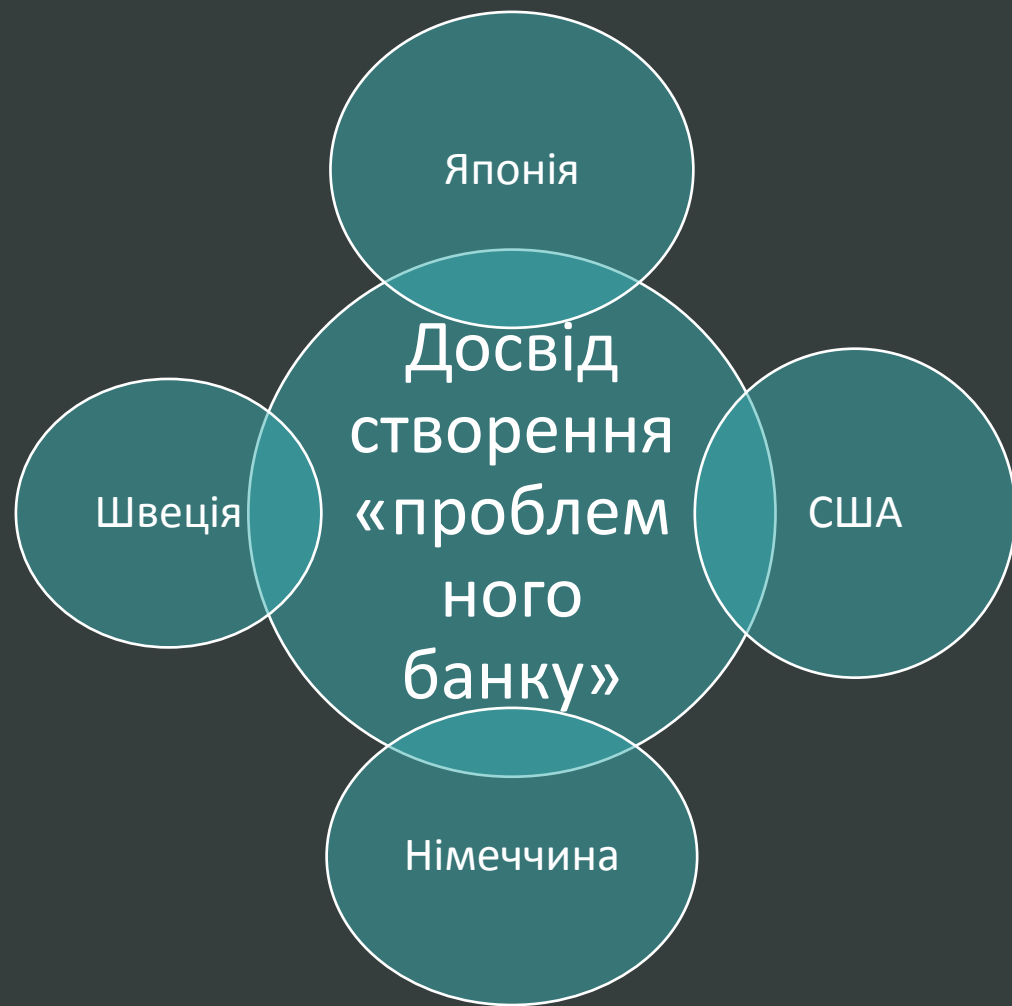 Японія
Досвід
створення
«проблем
ного
банку»
Швеція
США
Німеччина